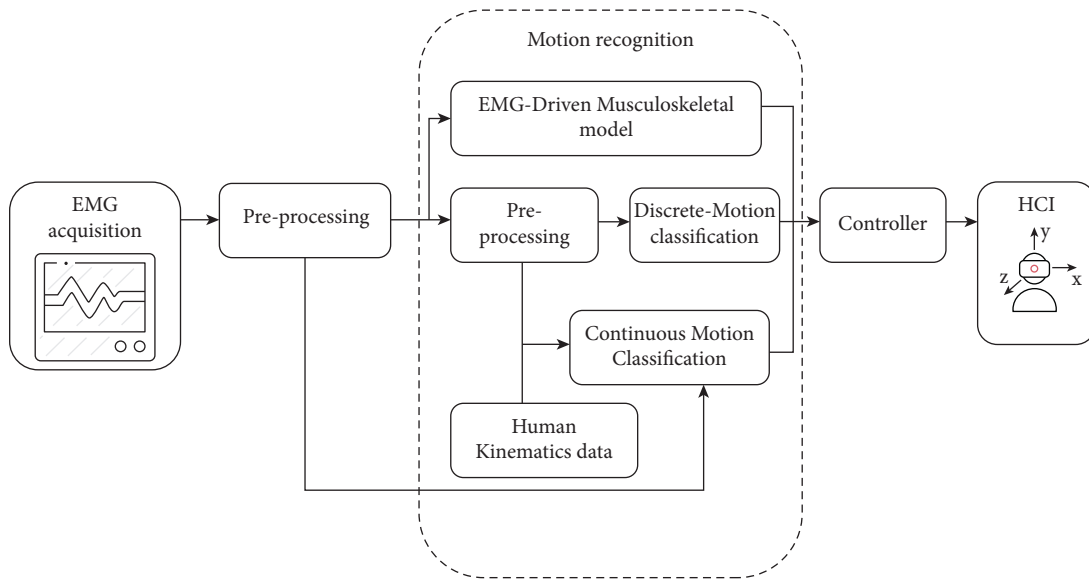 Motion recognition
EMG-Driven Musculoskeletal
model
EMG
acquisition
Pre-processing
Pre-
processing
Discrete-Motion
classification
Controller
HCI
y
x
z
Continuous Motion
Classification
Human
Kinematics data